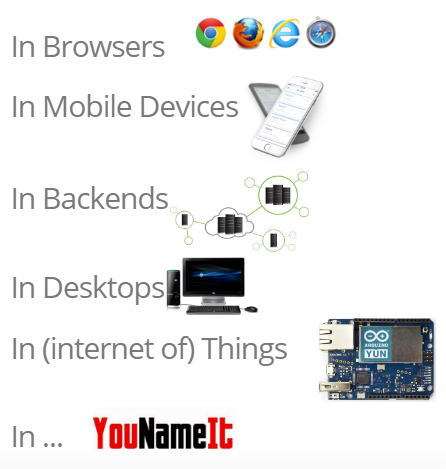 In Browsers
In Mobile Devices
In Backends
In Desktops
In (internet of) Things
ARDUINO
YUN
In ... YouNameIt